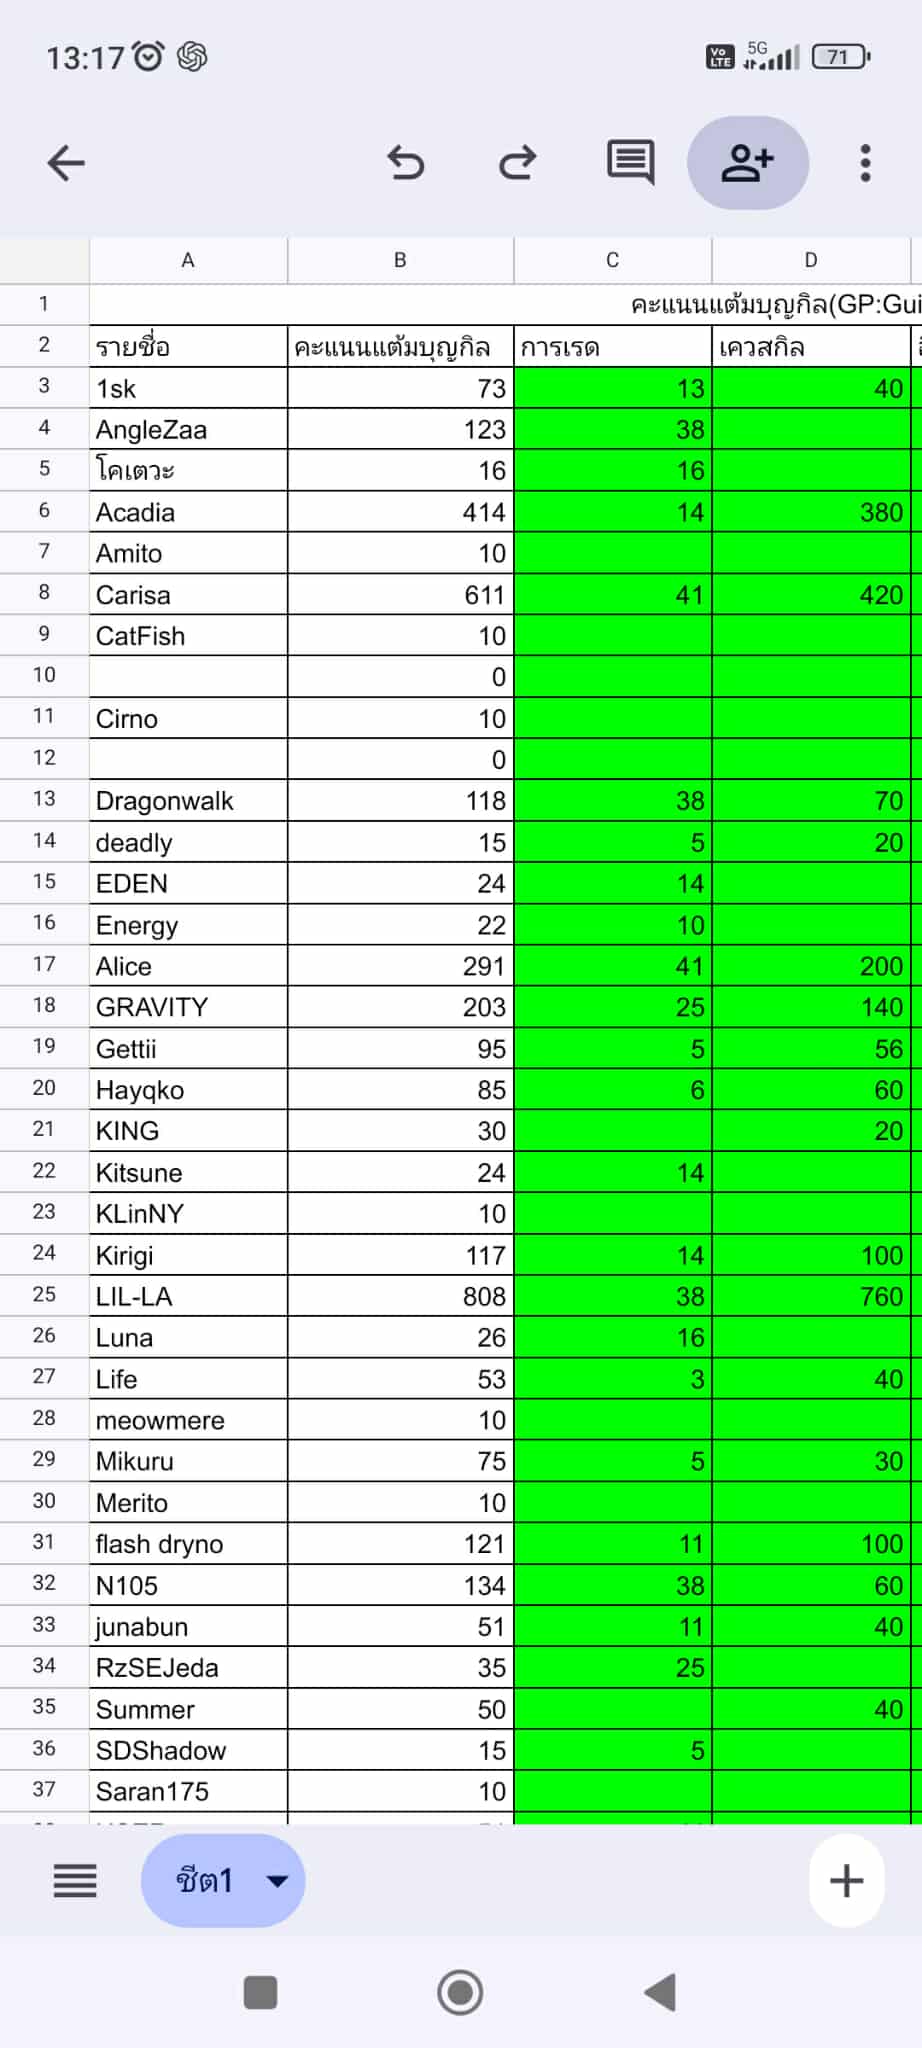 13:17 Vo LTE 5G 71
A B C D
1 คะแนนแต้มบุญกิล(GP:Gui
2 รายชื่อ คะแนนแต้มบุญกิล การเรด เควสกิล
3 1sk 73 13 40
4 AngleZaa 123 38
5 โคเตวะ 16 16
6 Acadia 414 14 380
7 Amito 10
8 Carisa 611 41 420
9 CatFish 10
10 0
11 Cirno 10
12 0
13 Dragonwalk 118 38 70
14 deadly 15 5 20
15 EDEN 24 14
16 Energy 22 10
17 Alice 291 41 200
18 GRAVITY 203 25 140
19 Gettii 95 5 56
20 Hayqko 85 6 60
21 KING 30 20
22 Kitsune 24 14
23 KLinNY 10
24 Kirigi 117 14 100
25 LIL-LA 808 38 760
26 Luna 26 16
27 Life 53 3 40
28 meowmere 10
29 Mikuru 75 5 30
30 Merito 10
31 flash dryno 121 11 100
32 N105 134 38 60
33 junabun 51 11 40
34 RzSEJeda 35 25
35 Summer 50 40
36 SDShadow 15 5
37 Saran175 10
ชีต1